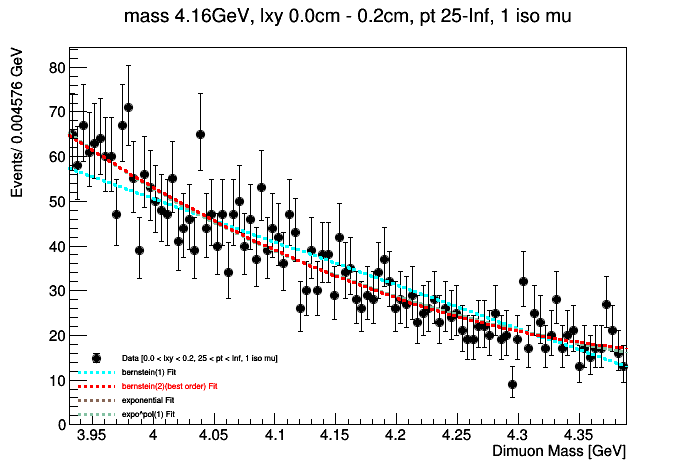 mass 4.16GeV, lxy 0.0cm - 0.2cm, pt 25-Inf, 1 iso mu
Events/ 0.004576 GeV
80
70
60
50
40
30
20
10
0
Data [0.0 < lxy < 0.2, 25 < pt < Inf, 1 iso mu]
bernstein(1) Fit
bernstein(2)(best order) Fit
exponential Fit
expo*pol(1) Fit
3.95 4 4.05 4.1 4.15 4.2 4.25 4.3 4.35
Dimuon Mass [GeV]